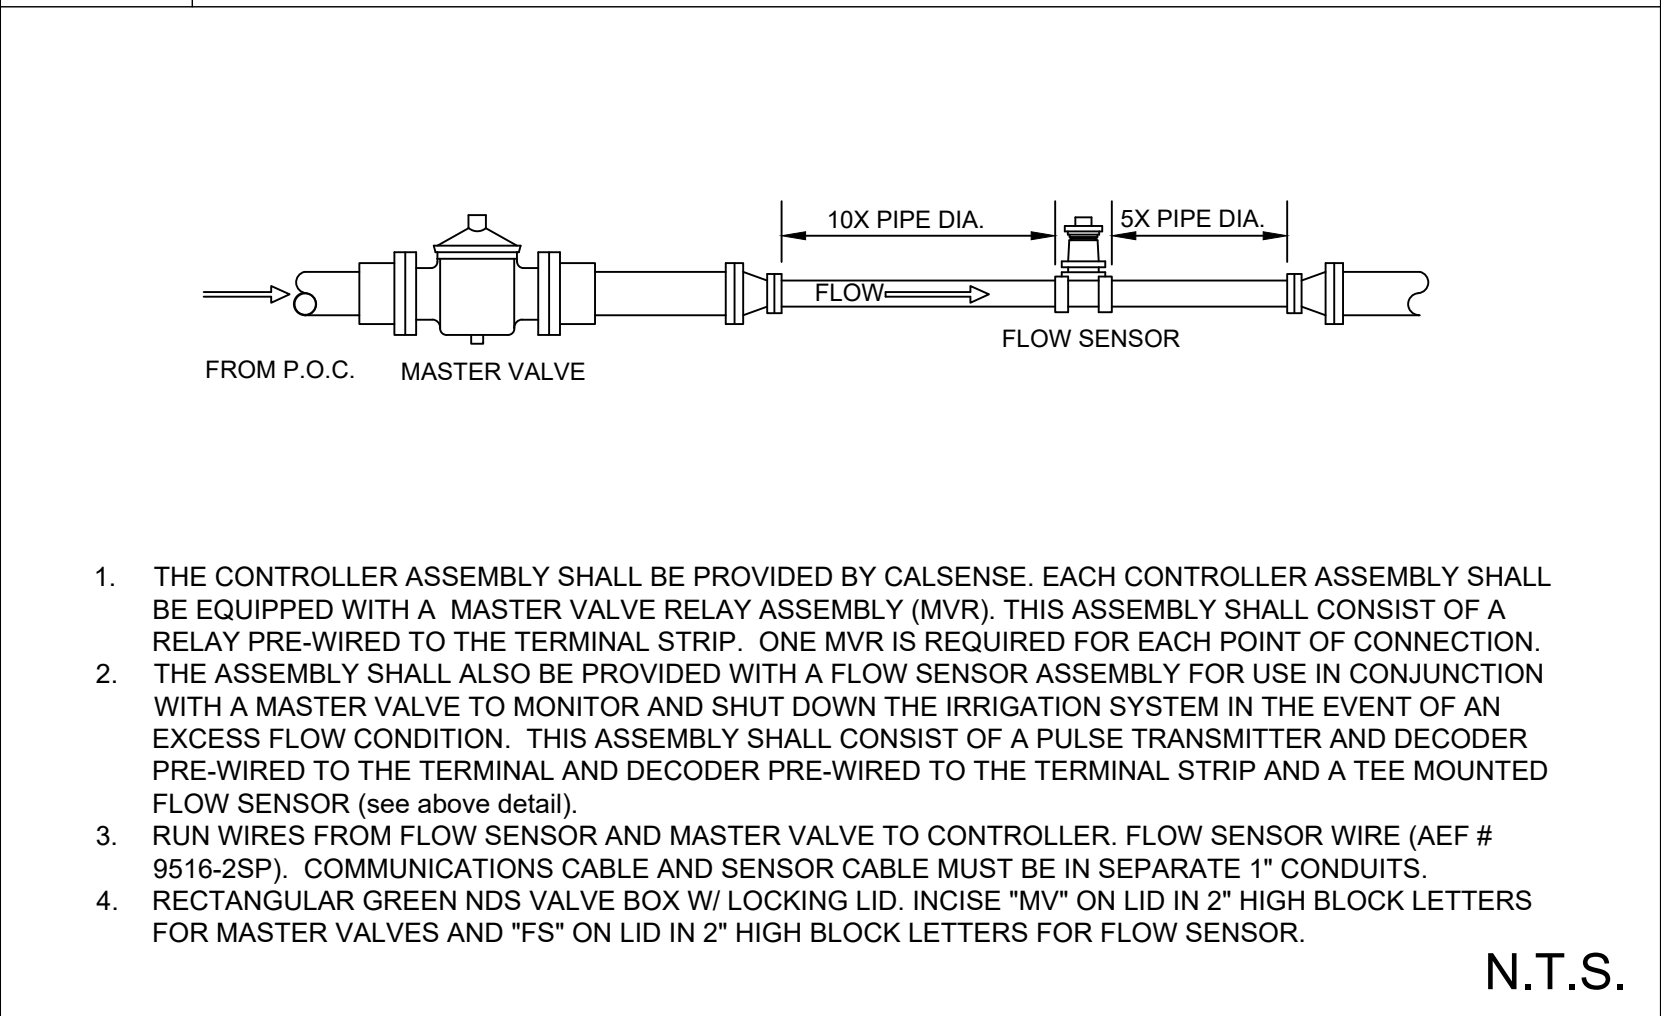 10X PIPE DIA.
5X PIPE DIA.
FLOW
FLOW SENSOR
FROM P.O.C.
MASTER VALVE
1. THE CONTROLLER ASSEMBLY SHALL BE PROVIDED BY CALSENSE. EACH CONTROLLER ASSEMBLY SHALL
BE EQUIPPED WITH A MASTER VALVE RELAY ASSEMBLY (MVR). THIS ASSEMBLY SHALL CONSIST OF A
RELAY PRE-WIRED TO THE TERMINAL STRIP. ONE MVR IS REQUIRED FOR EACH POINT OF CONNECTION.
2. THE ASSEMBLY SHALL ALSO BE PROVIDED WITH A FLOW SENSOR ASSEMBLY FOR USE IN CONJUNCTION
WITH A MASTER VALVE TO MONITOR AND SHUT DOWN THE IRRIGATION SYSTEM IN THE EVENT OF AN
EXCESS FLOW CONDITION. THIS ASSEMBLY SHALL CONSIST OF A PULSE TRANSMITTER AND DECODER
PRE-WIRED TO THE TERMINAL AND DECODER PRE-WIRED TO THE TERMINAL STRIP AND A TEE MOUNTED
FLOW SENSOR (see above detail).
3. RUN WIRES FROM FLOW SENSOR AND MASTER VALVE TO CONTROLLER. FLOW SENSOR WIRE (AEF #
9516-2SP). COMMUNICATIONS CABLE AND SENSOR CABLE MUST BE IN SEPARATE 1" CONDUITS.
4. RECTANGULAR GREEN NDS VALVE BOX W/ LOCKING LID. INCISE "MV" ON LID IN 2" HIGH BLOCK LETTERS
FOR MASTER VALVES AND "FS" ON LID IN 2" HIGH BLOCK LETTERS FOR FLOW SENSOR.
N.T.S.